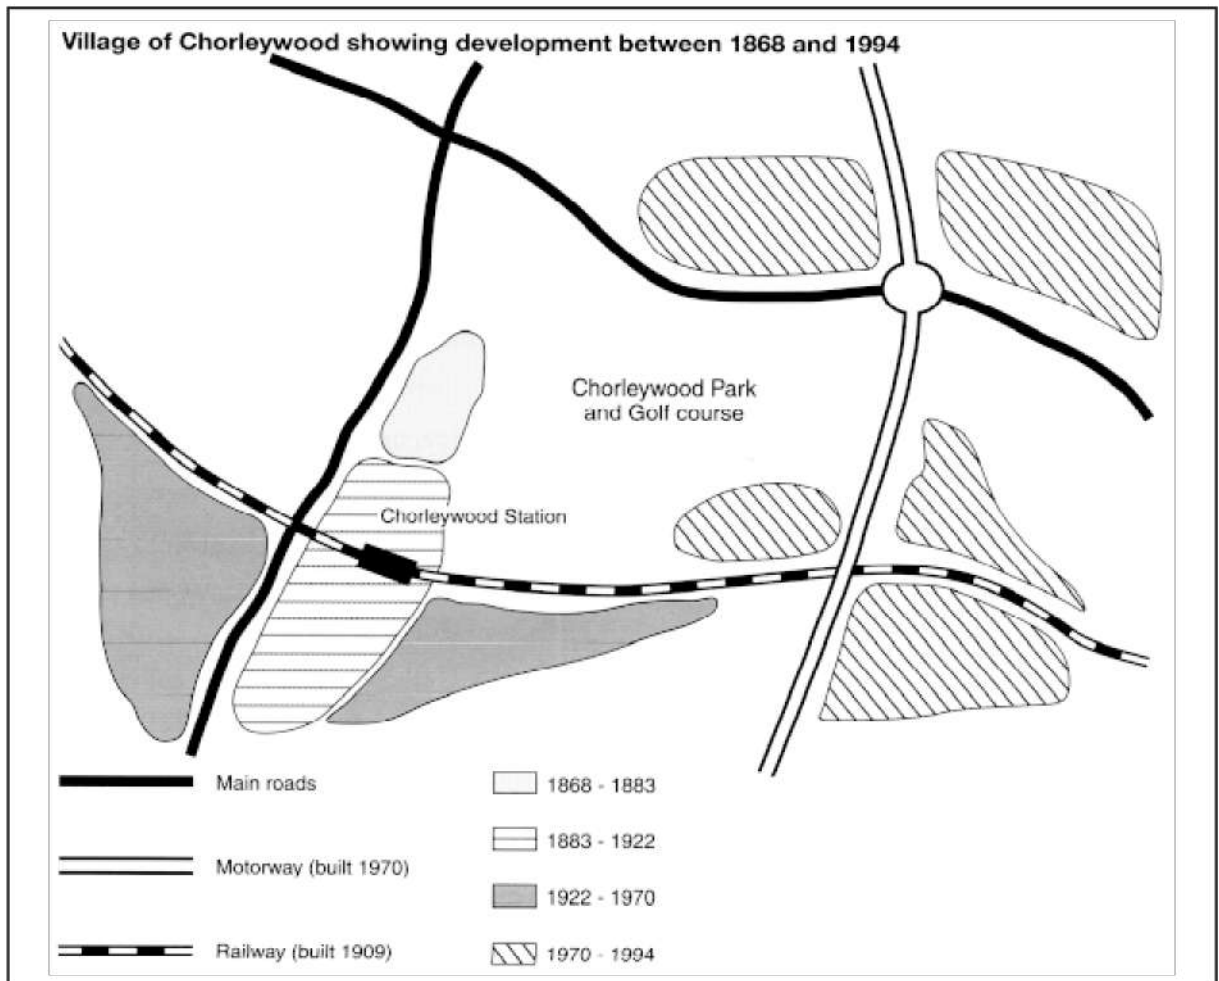 Village of Chorleywood showing development between 1868 and 1994
Chorleywood Park
and Golf course
Chorleywood Station
Main roads
Motorway (built 1970)
Railway (built 1909)
1868 - 1883
1883 - 1922
1922 - 1970
1970 - 1994